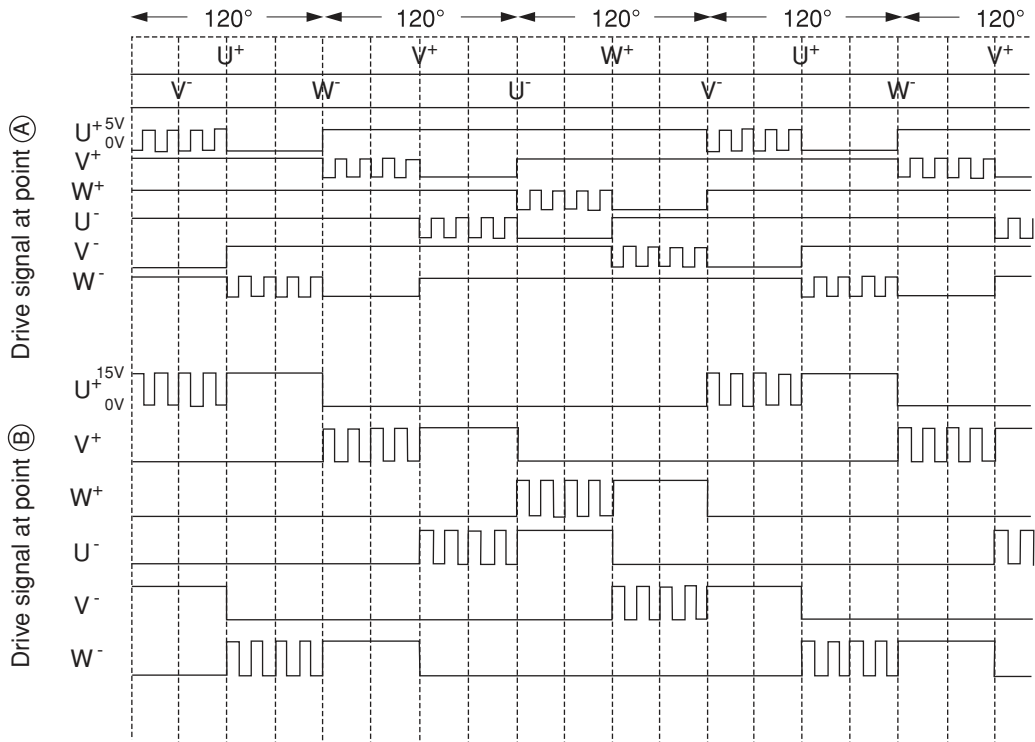 120° 120° 120° 120° 120°
U+ V+ W+ U+ V+
V- W- U- V- W-
Drive signal at point Ⓐ
U+ 5V
0V
V+
W+
U-
V-
W-
Drive signal at point Ⓑ
U+ 15V
0V
V+
W+
U-
V-
W-